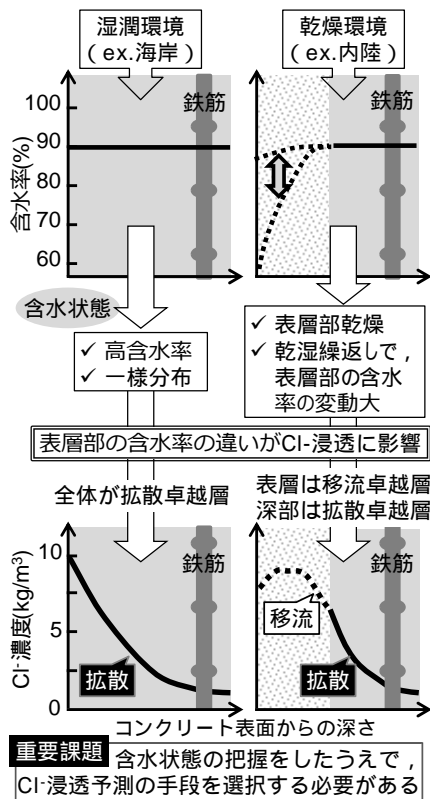 湿潤環境
（ex.海岸）
乾燥環境
（ex.内陸）
含水率(%)
100
90
80
70
60
鉄筋
鉄筋
含水状態
✓ 高含水率
✓ 一様分布
✓ 表層部乾燥
✓ 乾湿繰返しで，
表層部の含水
率の変動大
表層部の含水率の違いがCl-浸透に影響
全体が拡散卓越層
表層は移流卓越層
深部は拡散卓越層
Cl-濃度(kg/m³)
10
5
0
鉄筋
拡散
鉄筋
移流
拡散
コンクリート表面からの深さ
重要課題 含水状態の把握をしたうえで，
Cl-浸透予測の手段を選択する必要がある